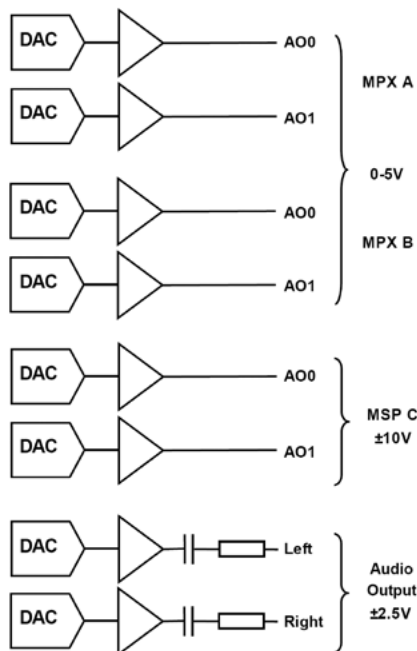 DAC
AO0
MPX A
DAC
AO1
0-5V
DAC
AO0
MPX B
DAC
AO1
DAC
AO0
MSP C
±10V
DAC
AO1
DAC
Left
Audio
Output
±2.5V
DAC
Right